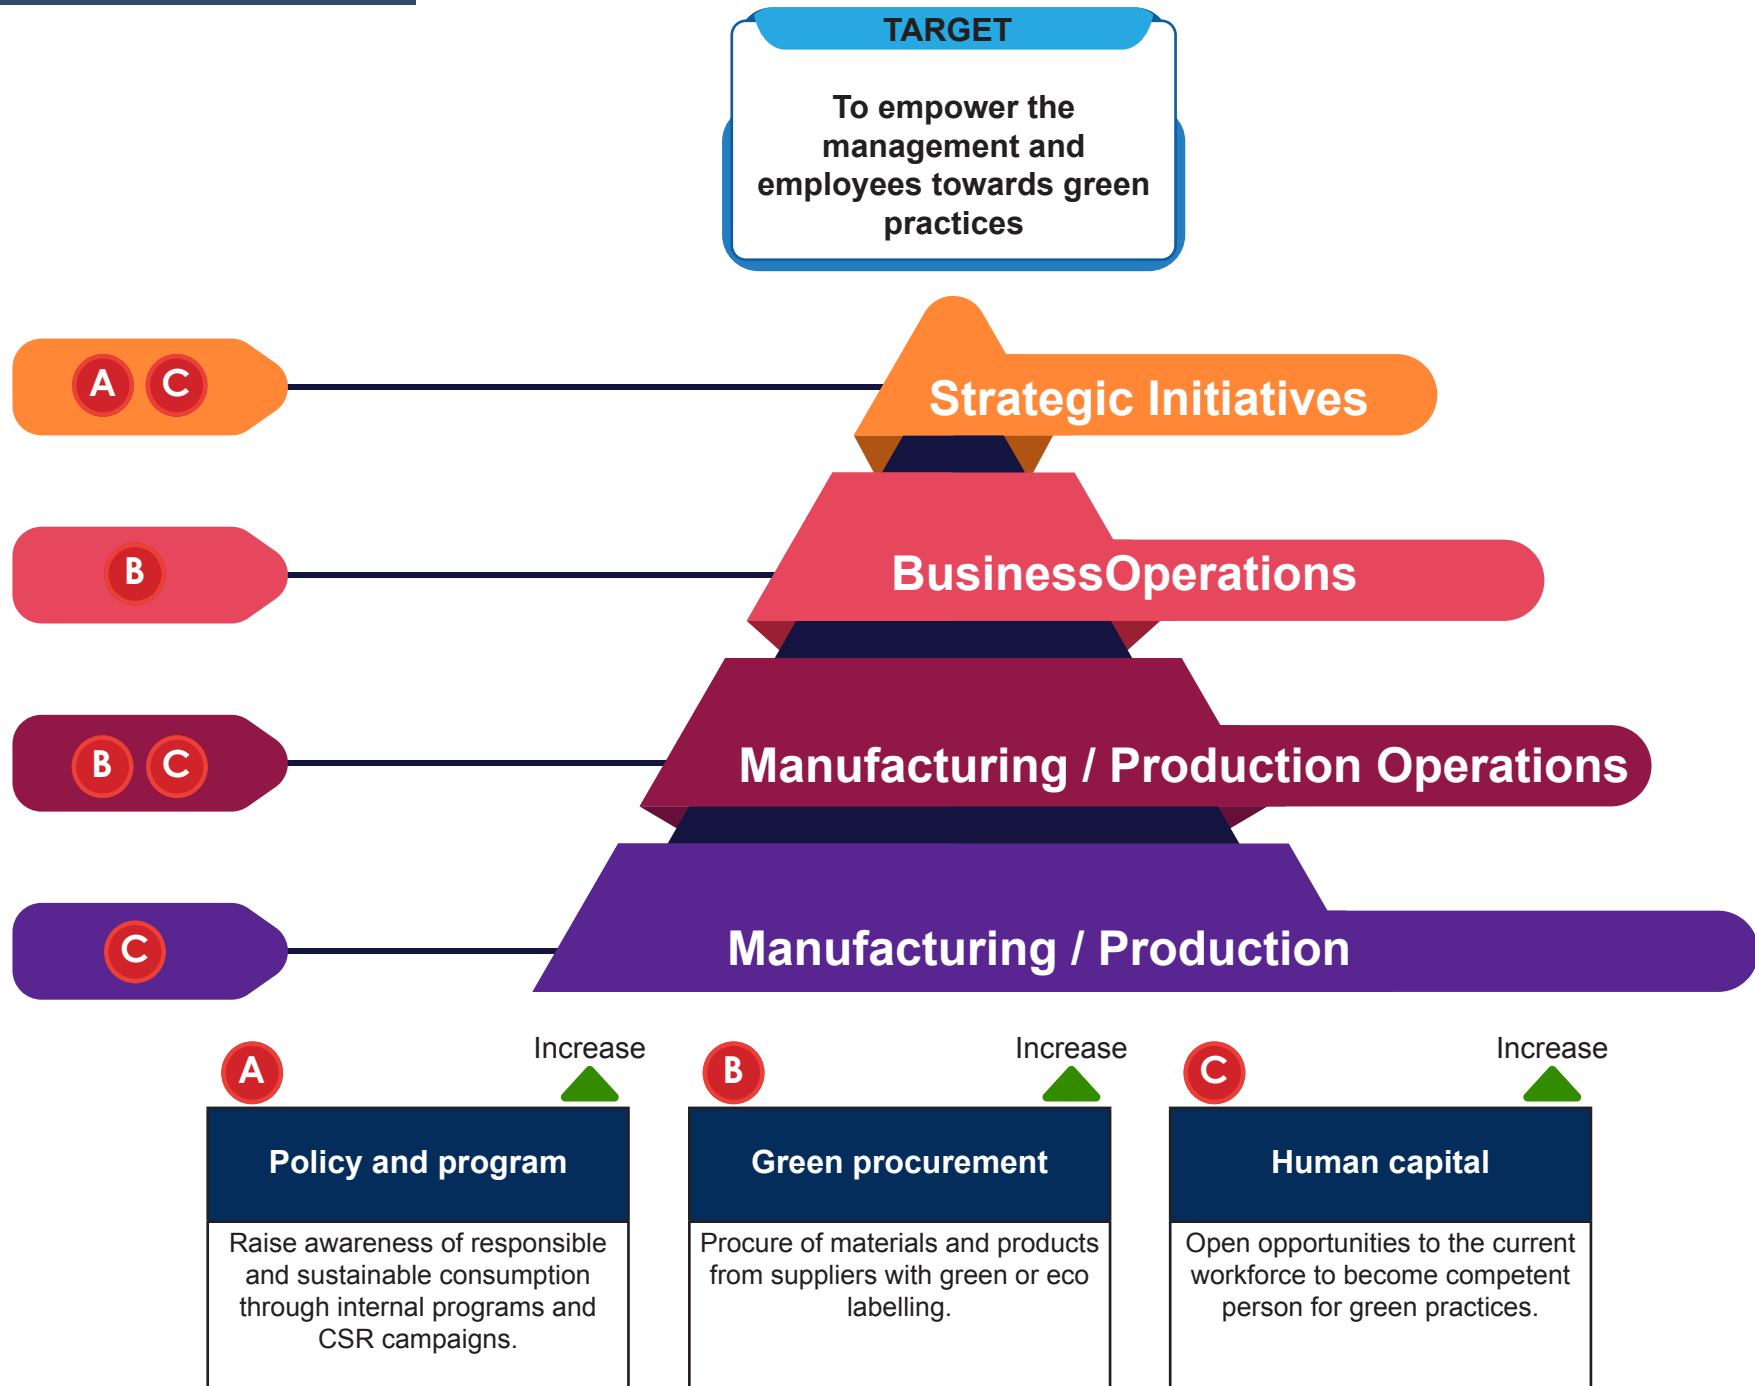 TARGET
To empower the
management and
employees towards green
practices
A C
Strategic Initiatives
B
BusinessOperations
B C
Manufacturing / Production Operations
C
Manufacturing / Production
A
Increase
Policy and program
Raise awareness of responsible
and sustainable consumption
through internal programs and
CSR campaigns.
B
Increase
Green procurement
Procure of materials and products
from suppliers with green or eco
labelling.
C
Increase
Human capital
Open opportunities to the current
workforce to become competent
person for green practices.